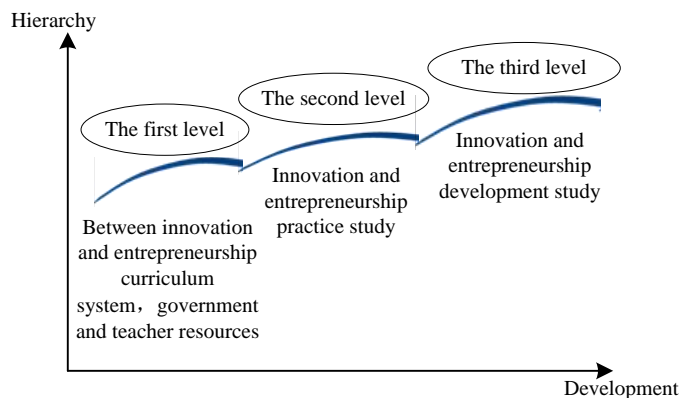 Hierarchy
The third level
The second level
The first level
Innovation and
entrepreneurship
development study
Innovation and
entrepreneurship
practice study
Between innovation
and entrepreneurship
curriculum
system，government
and teacher resources
Development